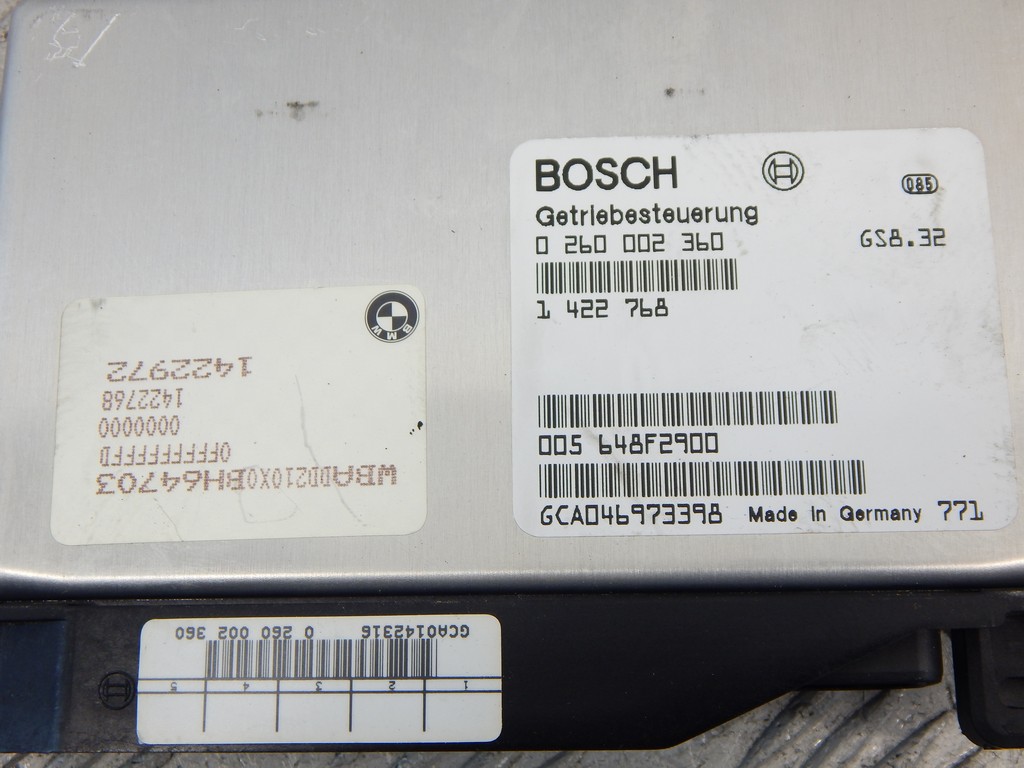 BOSCH
085
Getriebesteuerung
0 260 002 360 GS8.32
1 422 768
005 648F2900
GCA046973398 Made in Germany 771
BMW
WBADD210X0BH64703
0FFFFFFFFD
0000000
1422768
1422972
1 2 3 4 5
GCA0142316 0 260 002 360